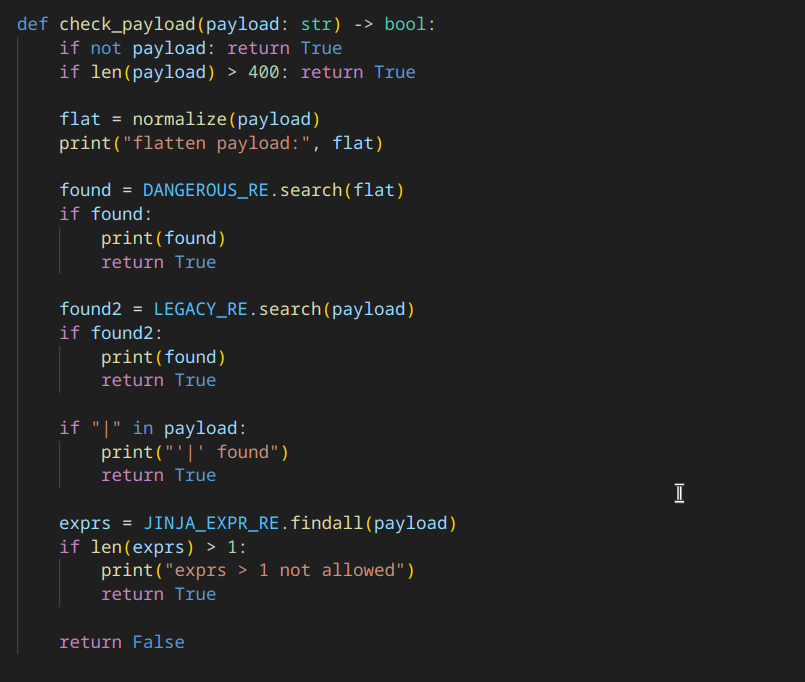 def check_payload(payload: str) -> bool:
    if not payload: return True
    if len(payload) > 400: return True
    flat = normalize(payload)
    print("flatten payload:", flat)
    found = DANGEROUS_RE.search(flat)
    if found:
        print(found)
        return True
    found2 = LEGACY_RE.search(payload)
    if found2:
        print(found)
        return True
    if "|" in payload:
        print("'|' found")
        return True
    exprs = JINJA_EXPR_RE.findall(payload)
    if len(exprs) > 1:
        print("exprs > 1 not allowed")
        return True
    return False